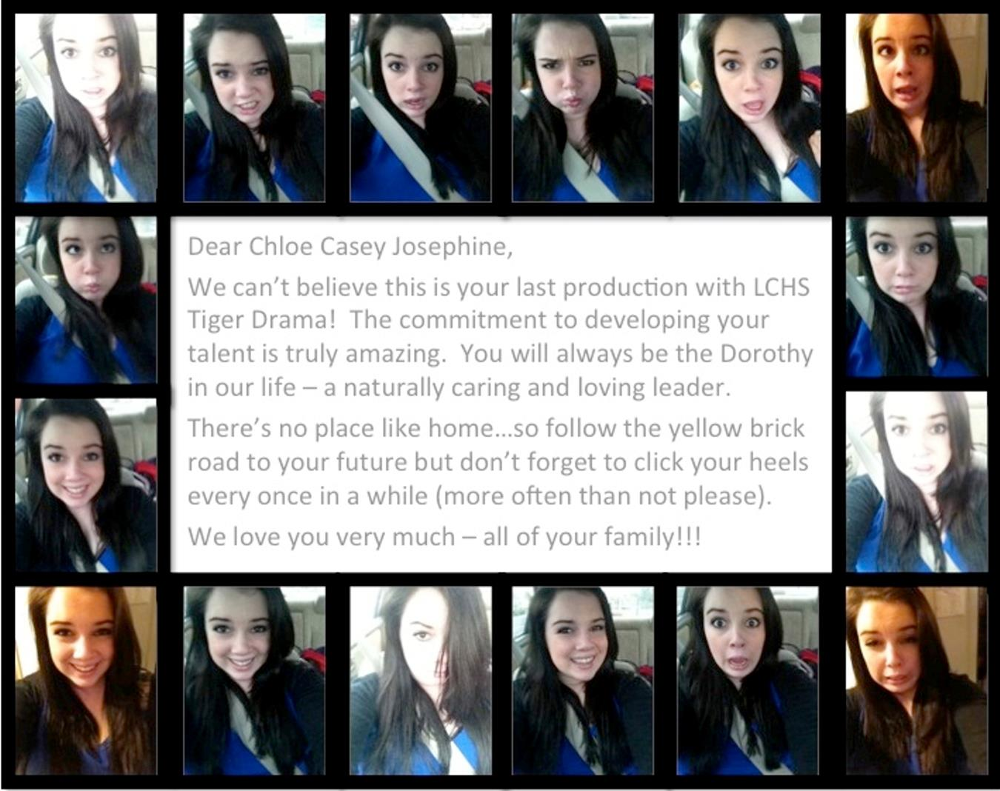 Dear Chloe Casey Josephine,
We can’t believe this is your last production with LCHS
Tiger Drama!  The commitment to developing your
talent is truly amazing.  You will always be the Dorothy
in our life – a naturally caring and loving leader.
There’s no place like home…so follow the yellow brick
road to your future but don’t forget to click your heels
every once in a while (more often than not please).
We love you very much – all of your family!!!